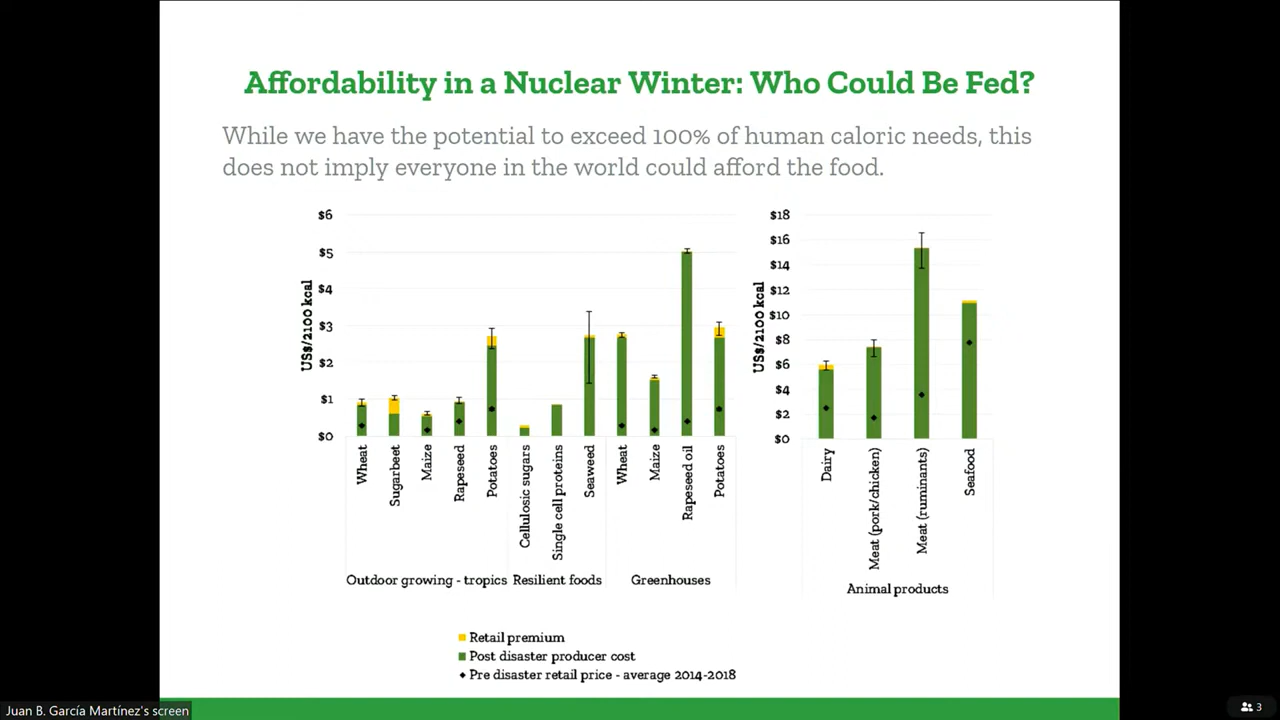 Affordability in a Nuclear Winter: Who Could Be Fed?
While we have the potential to exceed 100% of human caloric needs, this
does not imply everyone in the world could afford the food.
US$/2100 kcal
$6
$5
$4
$3
$2
$1
$0
Wheat
Sugarbeet
Maize
Rapeseed
Potatoes
Cellulosic sugars
Single cell proteins
Seaweed
Wheat
Maize
Rapeseed oil
Potatoes
Outdoor growing - tropics
Resilient foods
Greenhouses
US$/2100 kcal
$18
$16
$14
$12
$10
$8
$6
$4
$2
$0
Dairy
Meat (pork/chicken)
Meat (ruminants)
Seafood
Animal products
Retail premium
Post disaster producer cost
Pre disaster retail price - average 2014-2018
Juan B. García Martínez's screen
3